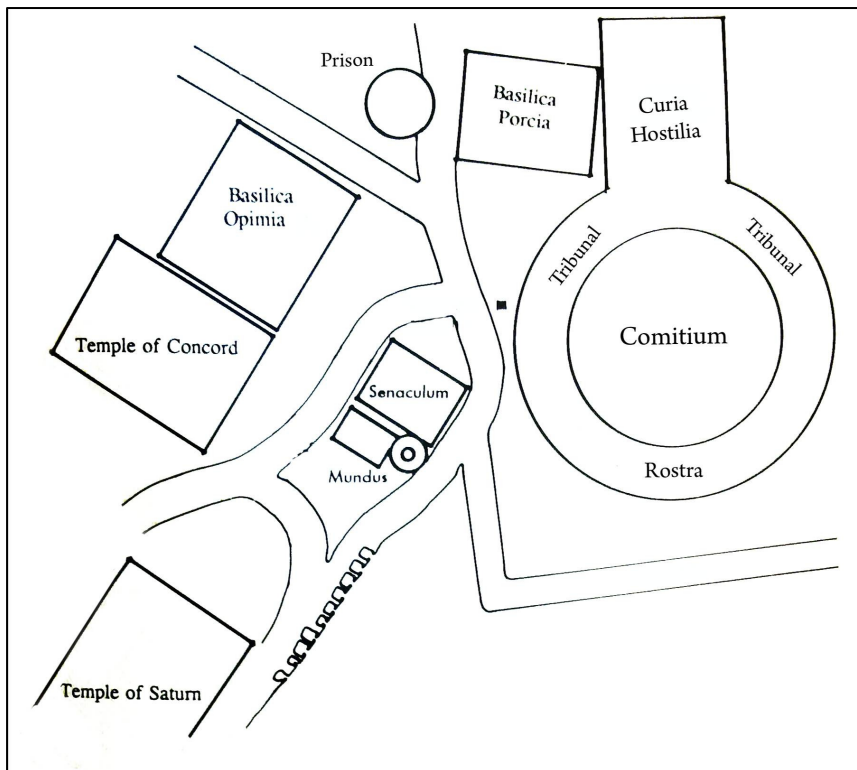 Prison
Basilica
Porcia
Curia
Hostilia
Basilica
Opimia
Tribunal
Tribunal
Temple of Concord
Comitium
Senaculum
Mundus
Rostra
Temple of Saturn